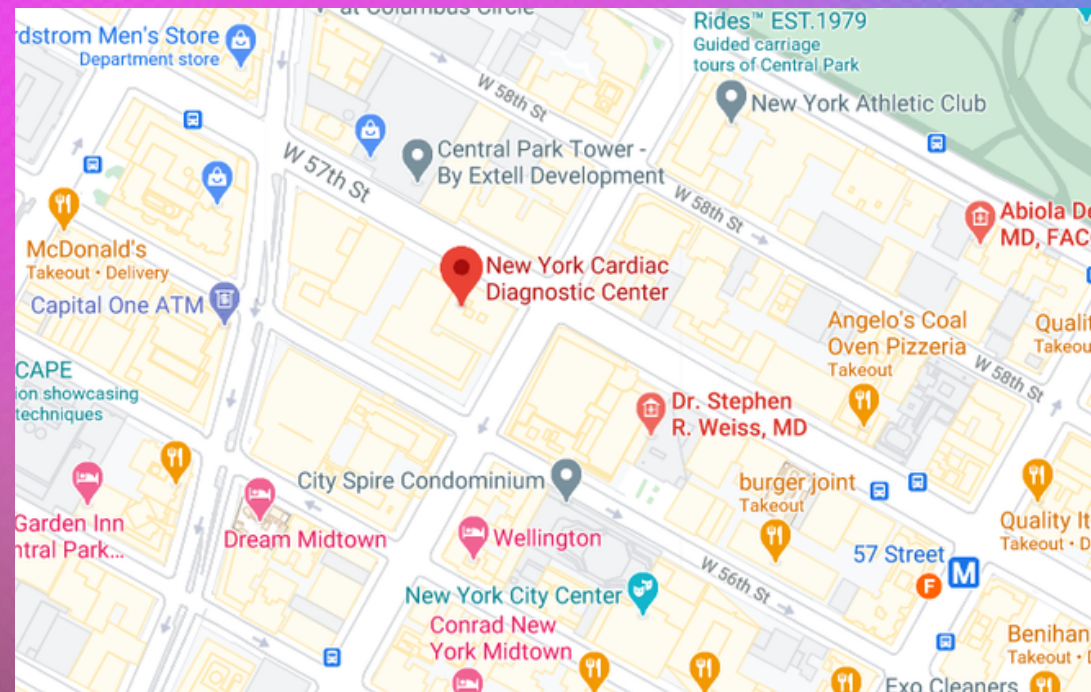 at Columbus Circle
Rides™ EST.1979
Guided carriage
tours of Central Park
rdstrom Men's Store
Department store
W 58th St
New York Athletic Club
Central Park Tower -
By Extell Development
W 57th St
W 58th St
Abiola De
MD, FAC
McDonald's
Takeout • Delivery
New York Cardiac
Diagnostic Center
Capital One ATM
Angelo's Coal
Oven Pizzeria
Takeout
Qualit
Takeou
W 58th St
CAPE
ion showcasing
techniques
Dr. Stephen
R. Weiss, MD
City Spire Condominium
burger joint
Takeout
Garden Inn
ntral Park...
Dream Midtown
Wellington
Quality It
Takeout • D
57 Street
M
F
W 56th St
New York City Center
Conrad New
York Midtown
Benihan
Takeout • D
Exo Cleaners